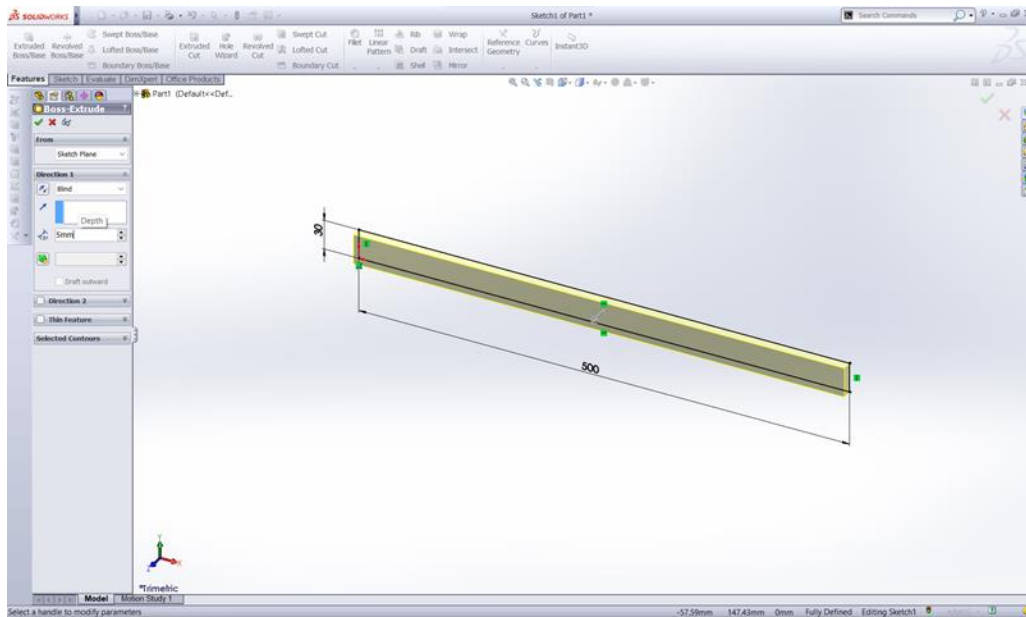 SOLIDWORKS
Sketch1 of Part1 *
Search Commands
Extruded Boss/Base
Revolved Boss/Base
Swept Boss/Base
Lofted Boss/Base
Boundary Boss/Base
Extruded Cut
Hole Wizard
Revolved Cut
Swept Cut
Lofted Cut
Boundary Cut
Fillet
Linear Pattern
Rib
Draft
Shell
Wrap
Intersect
Mirror
Reference Geometry
Curves
Instant3D
Features
Sketch
Evaluate
DimXpert
Office Products
Part1 (Default<<Def...
Boss-Extrude
?
From
Sketch Plane
Direction 1
Blind
Depth
5mm
Draft outward
Direction 2
Thin Feature
Selected Contours
30
500
Y
X
Z
*Trimetric
Model
Motion Study 1
Select a handle to modify parameters
-57.59mm
147.43mm
0mm
Fully Defined
Editing Sketch1